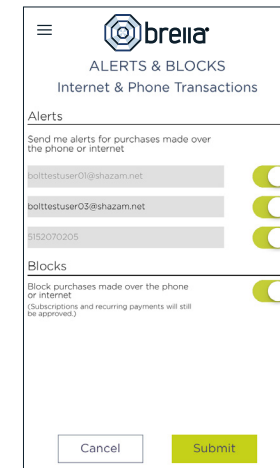 brella
ALERTS & BLOCKS
Internet & Phone Transactions
Alerts
Send me alerts for purchases made over
the phone or internet
bolttestuser01@shazam.net
bolttestuser03@shazam.net
5152070205
Blocks
Block purchases made over the phone
or internet
(Subscriptions and recurring payments will still
be approved.)
Cancel Submit